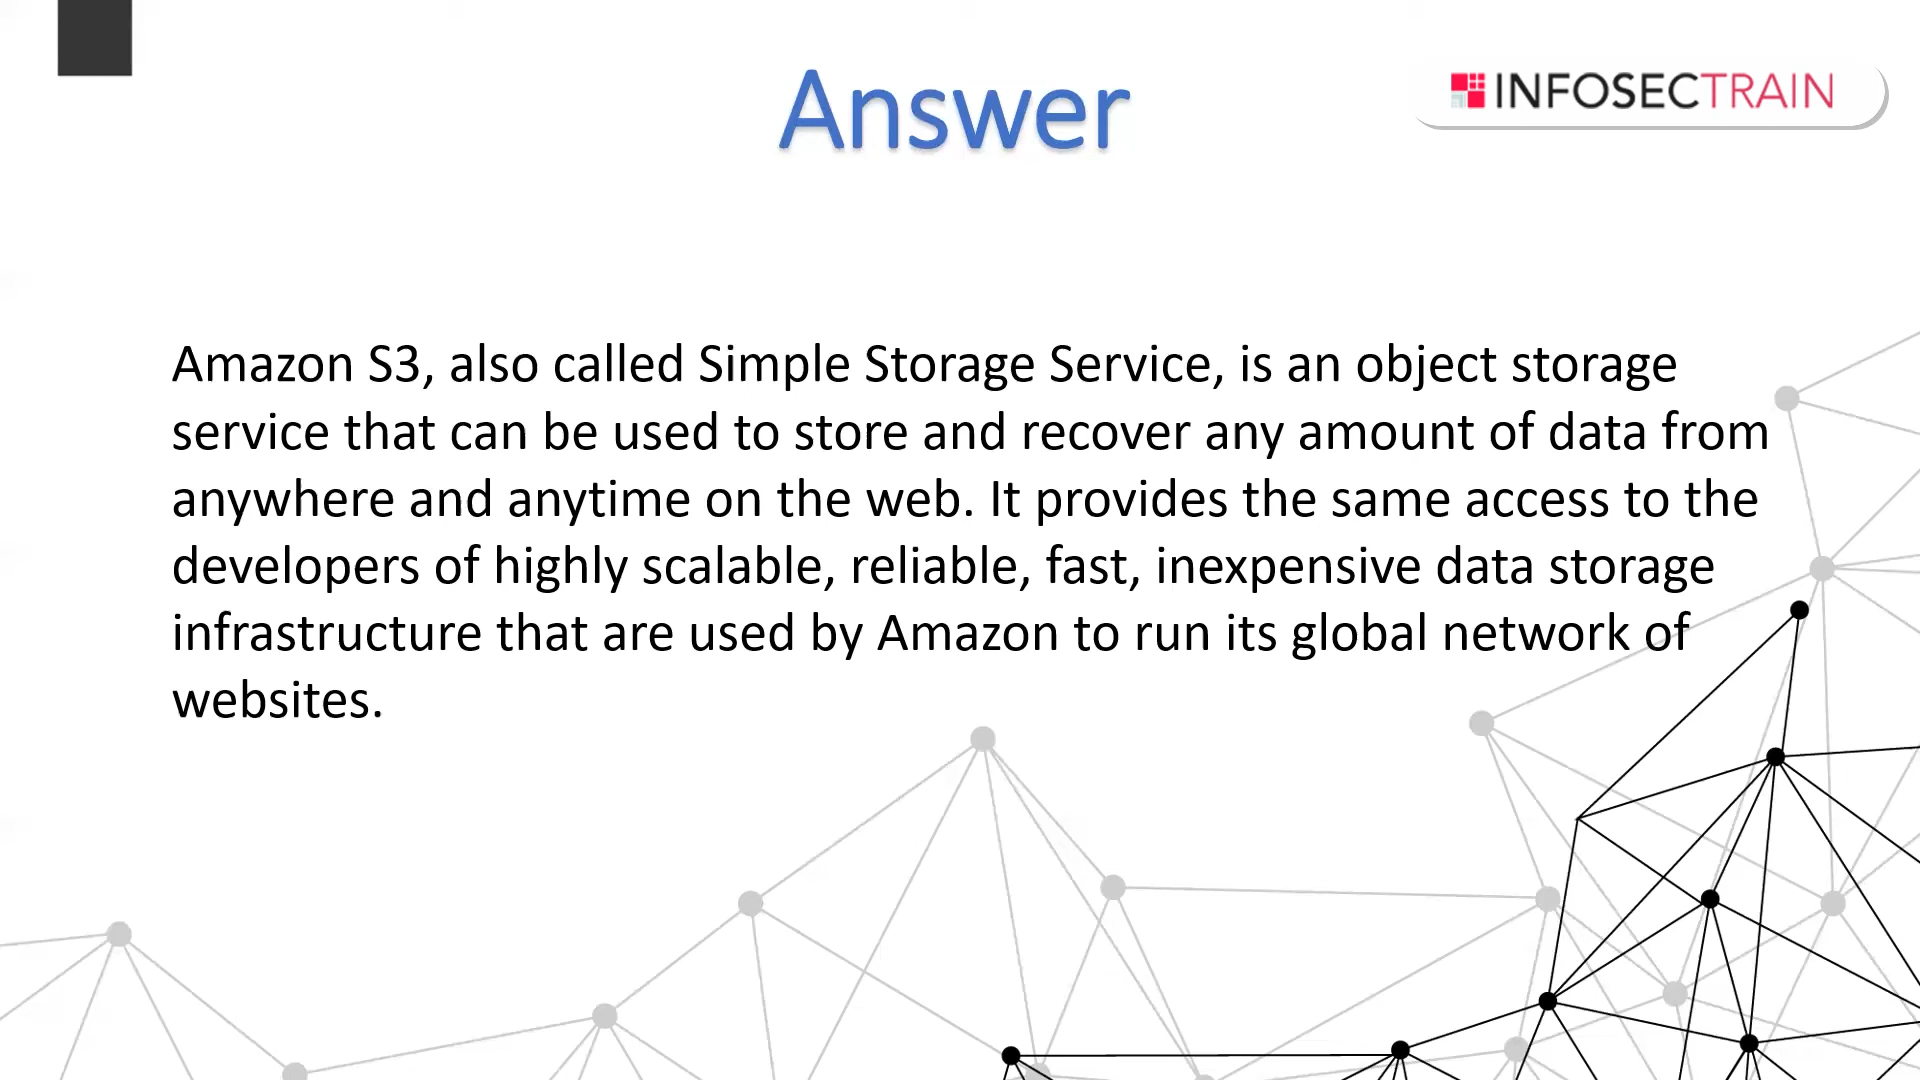 Answer
INFOSECTRAIN
Amazon S3, also called Simple Storage Service, is an object storage
service that can be used to store and recover any amount of data from
anywhere and anytime on the web. It provides the same access to the
developers of highly scalable, reliable, fast, inexpensive data storage
infrastructure that are used by Amazon to run its global network of
websites.